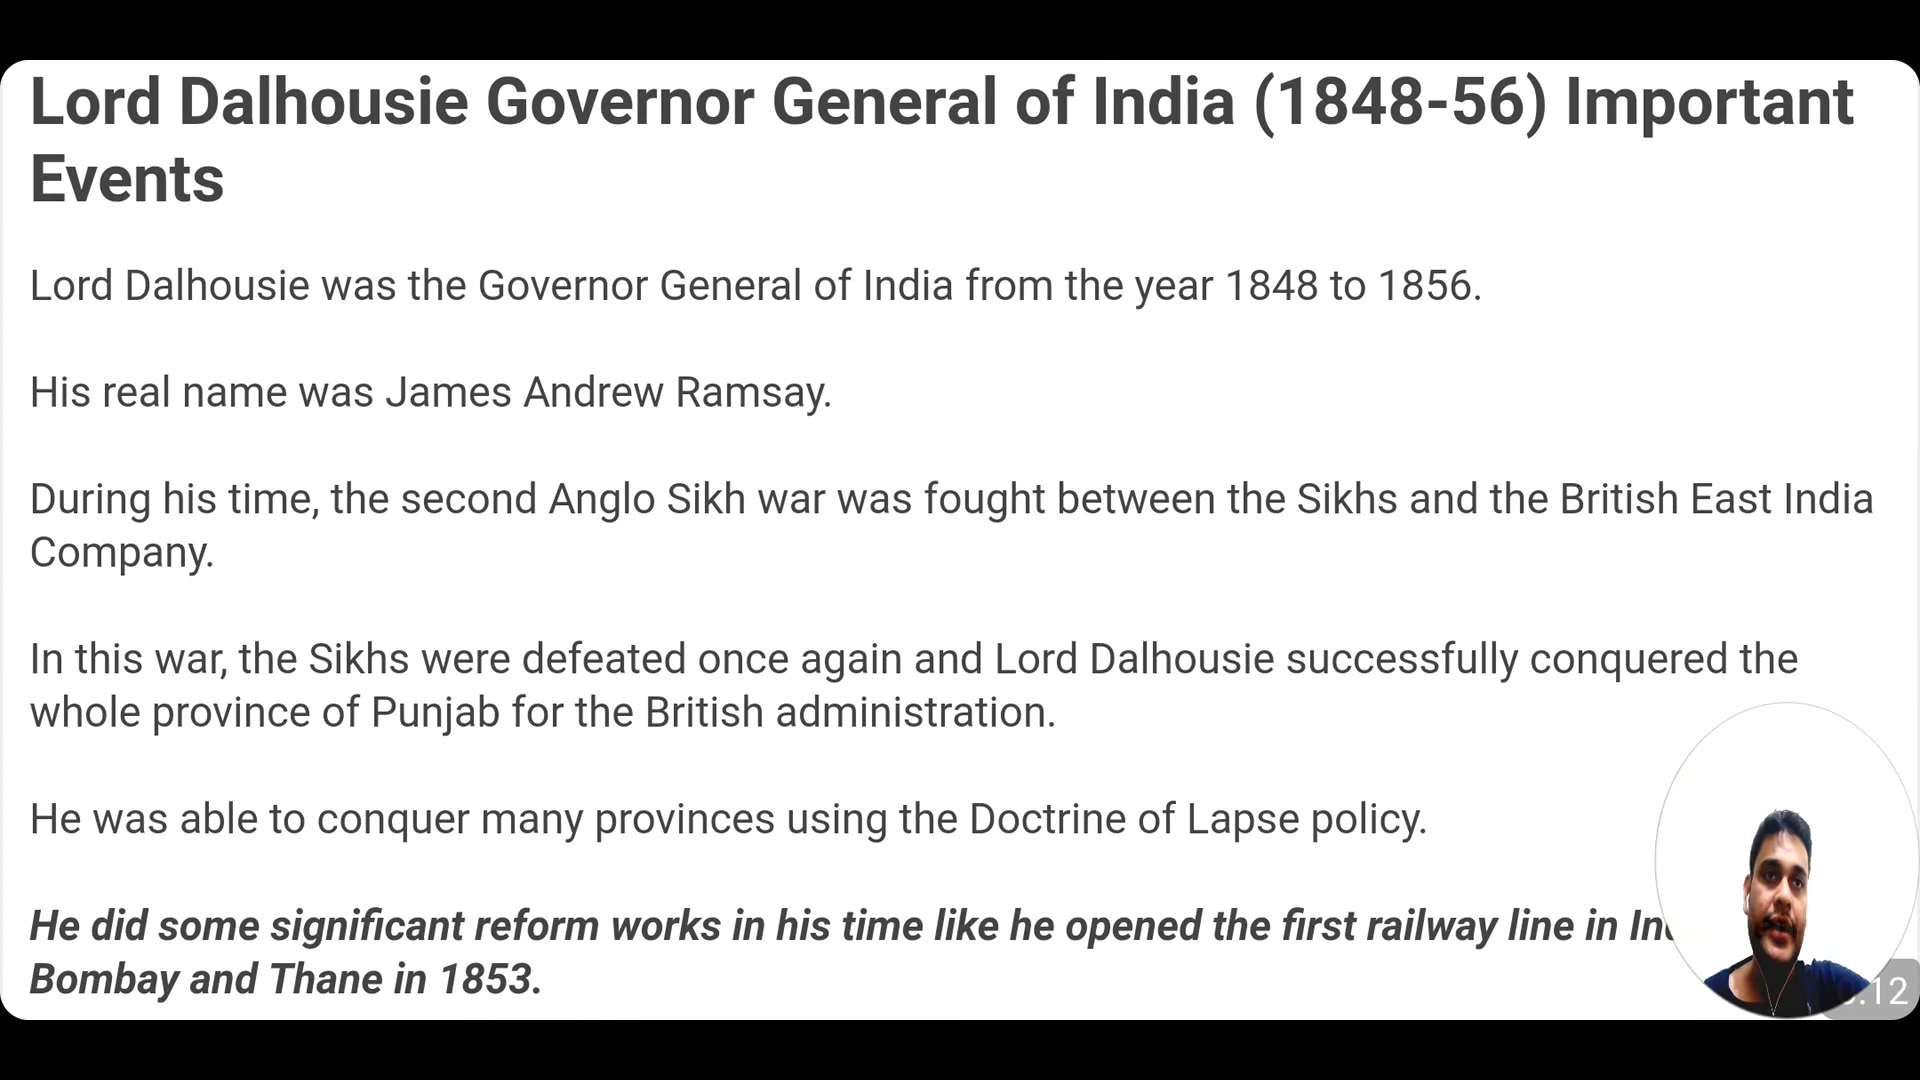 Lord Dalhousie Governor General of India (1848-56) Important
Events
Lord Dalhousie was the Governor General of India from the year 1848 to 1856.
His real name was James Andrew Ramsay.
During his time, the second Anglo Sikh war was fought between the Sikhs and the British East India
Company.
In this war, the Sikhs were defeated once again and Lord Dalhousie successfully conquered the
whole province of Punjab for the British administration.
He was able to conquer many provinces using the Doctrine of Lapse policy.
He did some significant reform works in his time like he opened the first railway line in
Bombay and Thane in 1853.